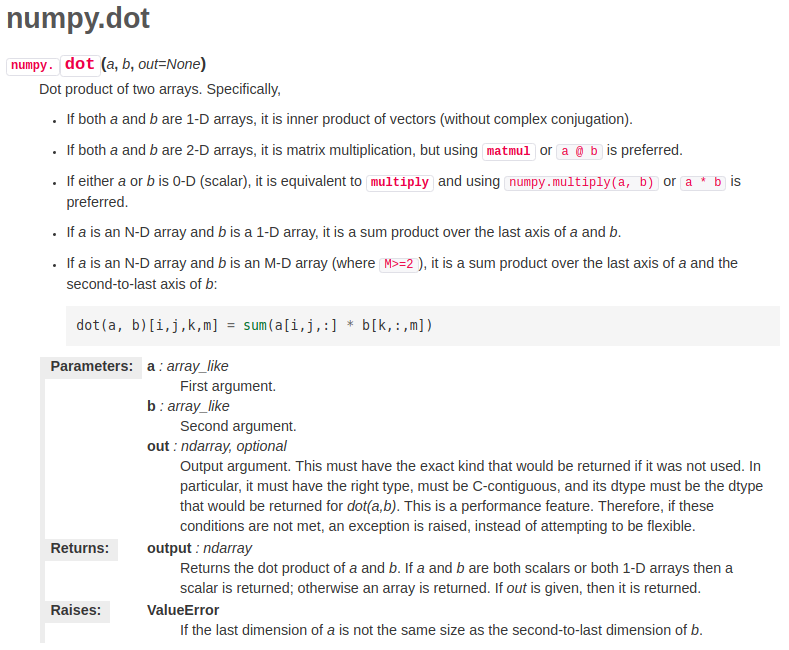 numpy.dot
numpy. dot(a, b, out=None)
Dot product of two arrays. Specifically,
• If both a and b are 1-D arrays, it is inner product of vectors (without complex conjugation).
• If both a and b are 2-D arrays, it is matrix multiplication, but using matmul or a @ b is preferred.
• If either a or b is 0-D (scalar), it is equivalent to multiply and using numpy.multiply(a, b) or a * b is
preferred.
• If a is an N-D array and b is a 1-D array, it is a sum product over the last axis of a and b.
• If a is an N-D array and b is an M-D array (where M>=2), it is a sum product over the last axis of a and the
second-to-last axis of b:
dot(a, b)[i,j,k,m] = sum(a[i,j,:] * b[k,:,m])
Parameters: a : array_like
First argument.
b : array_like
Second argument.
out : ndarray, optional
Output argument. This must have the exact kind that would be returned if it was not used. In
particular, it must have the right type, must be C-contiguous, and its dtype must be the dtype
that would be returned for dot(a,b). This is a performance feature. Therefore, if these
conditions are not met, an exception is raised, instead of attempting to be flexible.
Returns: output : ndarray
Returns the dot product of a and b. If a and b are both scalars or both 1-D arrays then a
scalar is returned; otherwise an array is returned. If out is given, then it is returned.
Raises: ValueError
If the last dimension of a is not the same size as the second-to-last dimension of b.